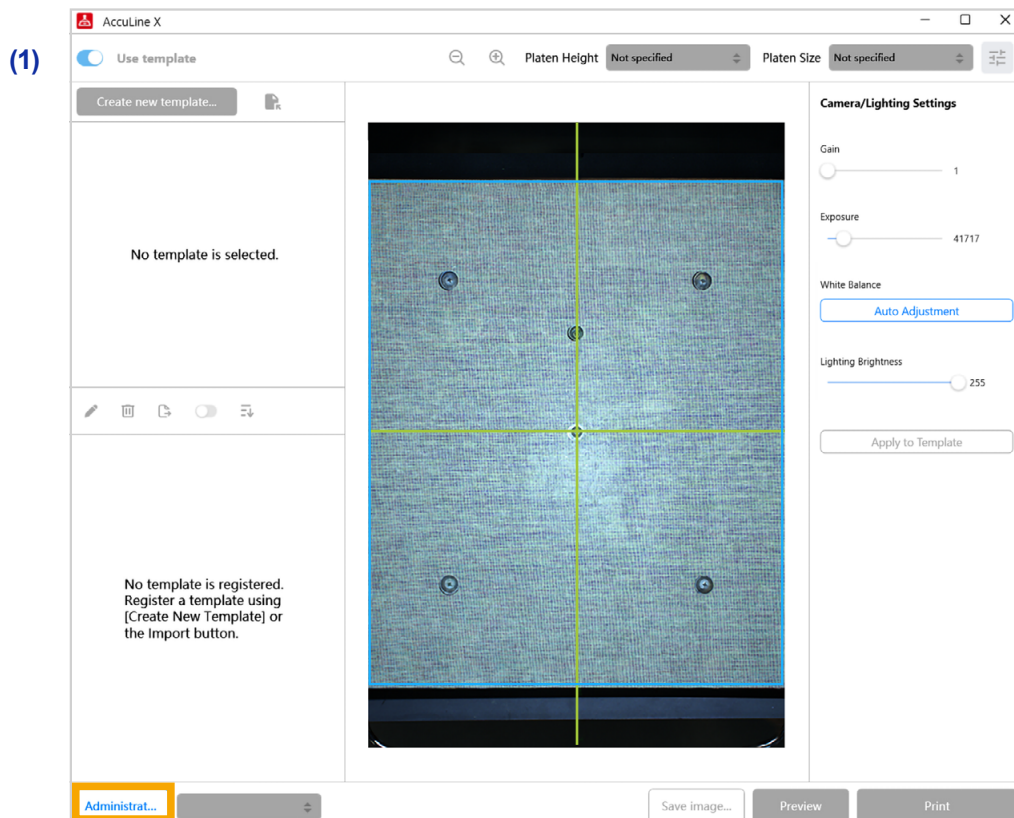 AccuLine X
(1)
Use template
Platen Height
Not specified
Platen Size
Not specified
Create new template...
Camera/Lighting Settings
Gain
1
No template is selected.
Exposure
41717
White Balance
Auto Adjustment
Lighting Brightness
255
Apply to Template
No template is registered.
Register a template using
[Create New Template] or
the Import button.
Administrat...
Save image...
Preview
Print